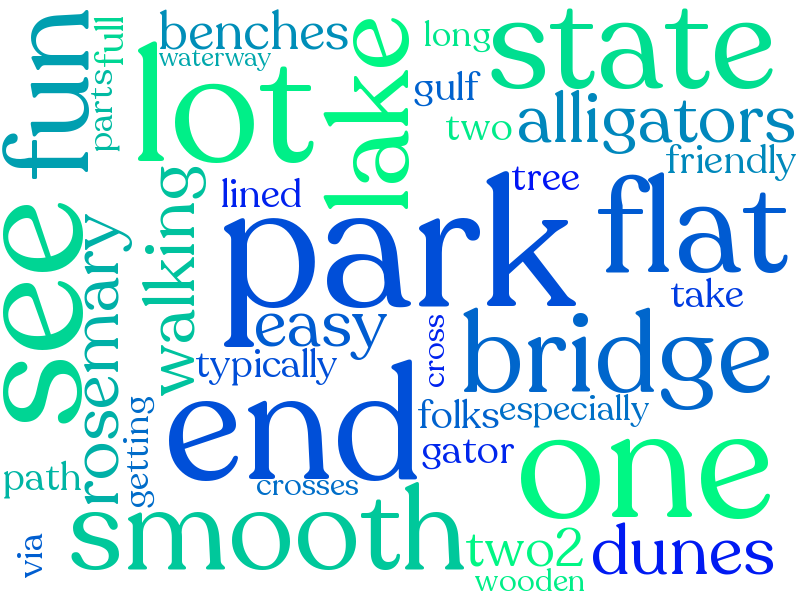 fun
full
parts
benches
waterway
lot
lake
long
state
gulf
two
alligators
friendly
see
rosemary
walking
lined
tree
park
flat
take
easy
cross
bridge
typically
end
folks
especially
gator
one
path
getting
crosses
smooth
via
two2
dunes
wooden